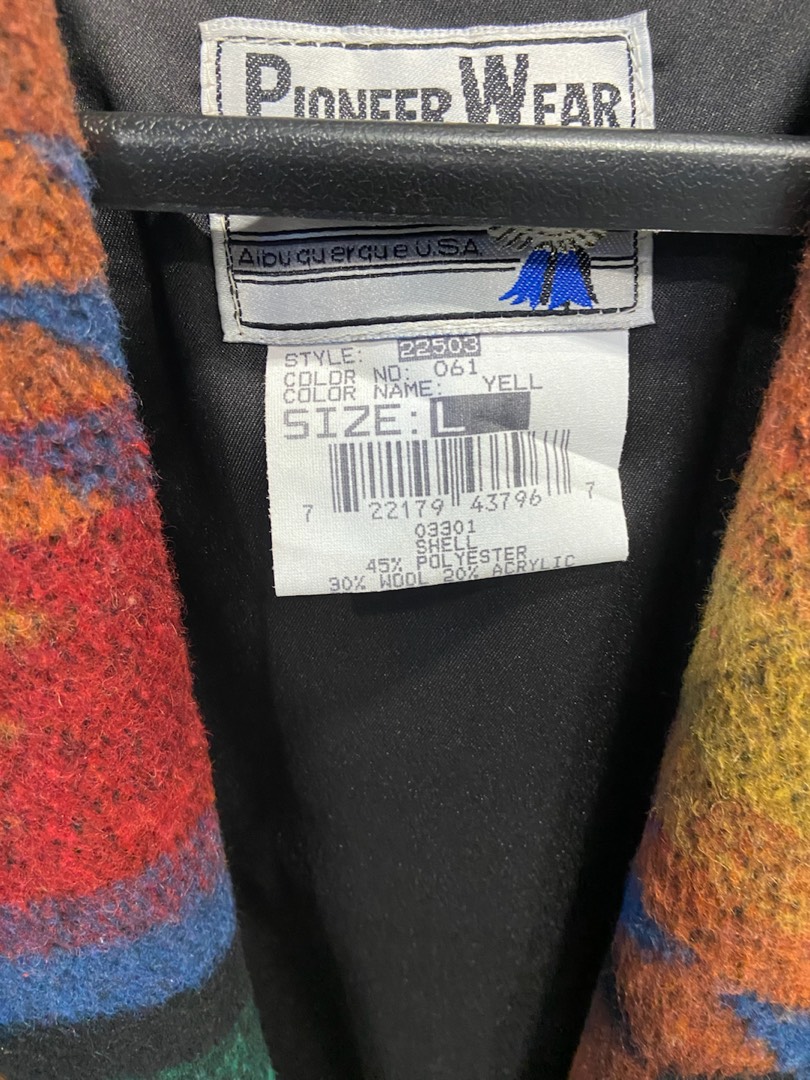 PIONEER WEAR
Albuquerque U.S.A.
STYLE: 22503
COLOR NO: 061
COLOR NAME: YELL
SIZE: L
7 22179 43796 7
03301
SHELL
45% POLYESTER
30% WOOL 20% ACRYLIC